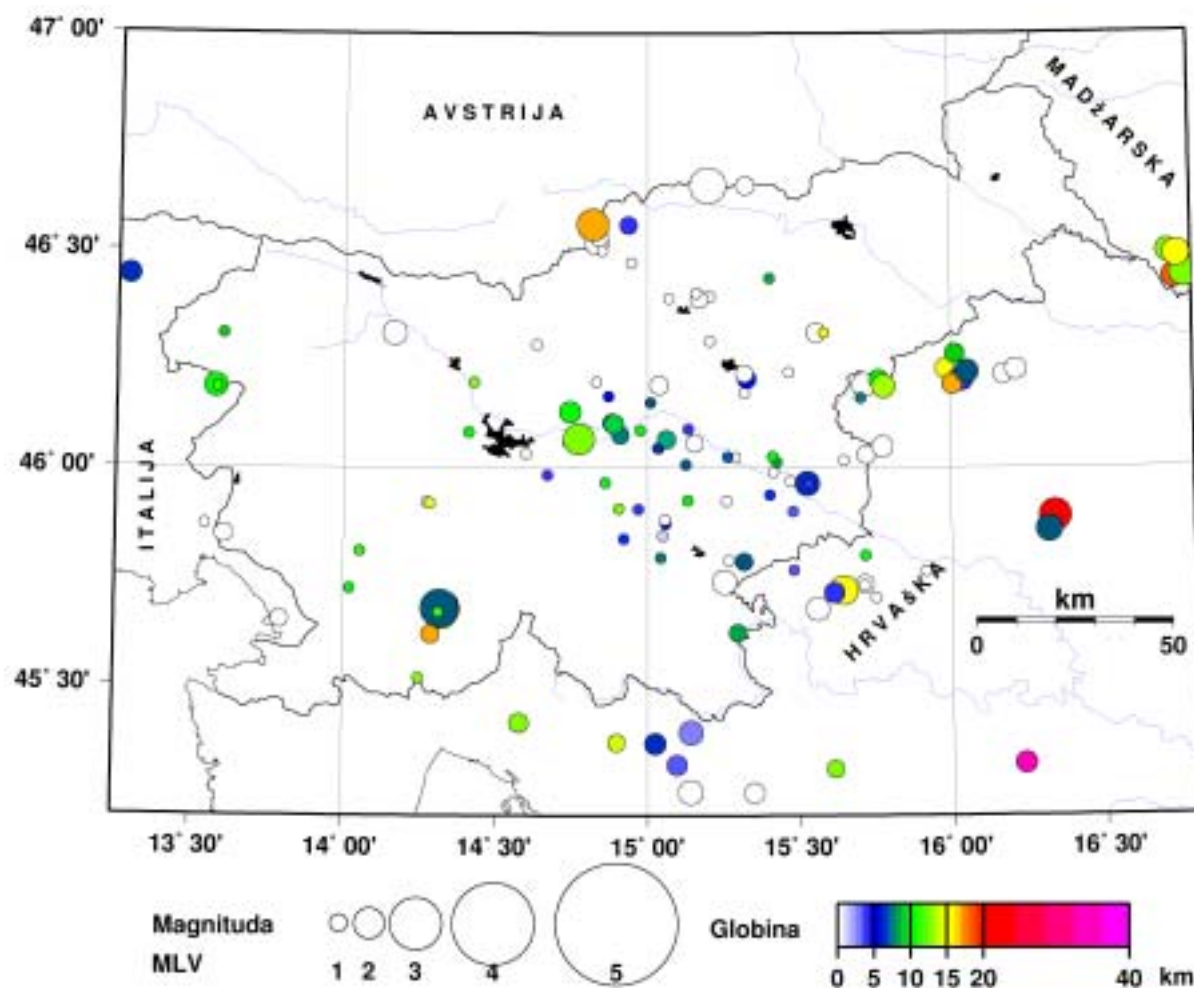 47° 00'
AVSTRIJA
MADžARSKA
46° 30'
46° 00'
ITALIJA
HRVAšKA
km
0 50
45° 30'
13° 30' 14° 00' 14° 30' 15° 00' 15° 30' 16° 00' 16° 30'
Magnituda
MLV
1 2 3 4 5
Globina
0 5 10 15 20 40 km